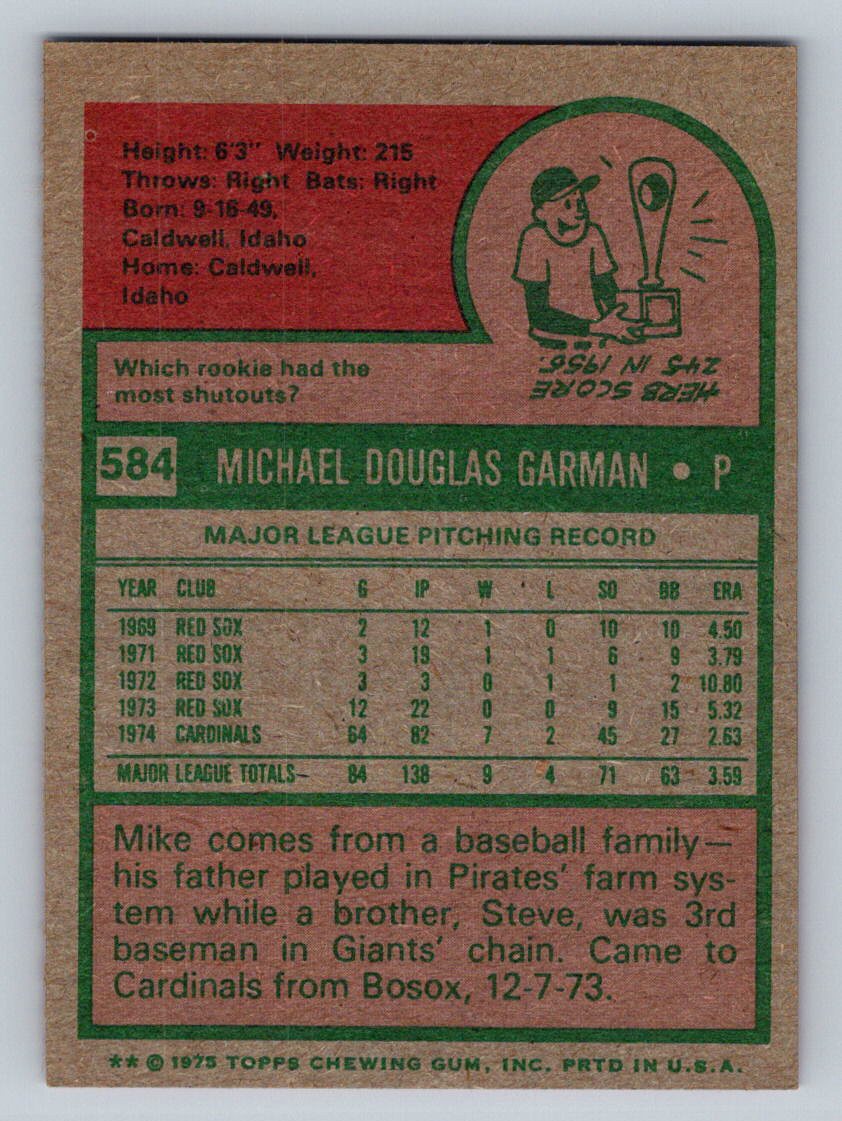 Height: 6'3" Weight: 215
Throws: Right Bats: Right
Born: 9-16-49,
Caldwell, Idaho
Home: Caldwell,
Idaho
Which rookie had the
most shutouts?
HERB SCORE
245 IN 1956.
584 MICHAEL DOUGLAS GARMAN • P
MAJOR LEAGUE PITCHING RECORD
YEAR CLUB G IP W L SO BB ERA
1969 RED SOX 2 12 1 0 10 10 4.50
1971 RED SOX 3 19 1 1 6 9 3.79
1972 RED SOX 3 3 0 1 1 2 10.80
1973 RED SOX 12 22 0 0 9 15 5.32
1974 CARDINALS 64 82 7 2 45 27 2.63
MAJOR LEAGUE TOTALS— 84 138 9 4 71 63 3.59
Mike comes from a baseball family—
his father played in Pirates' farm sys-
tem while a brother, Steve, was 3rd
baseman in Giants' chain. Came to
Cardinals from Bosox, 12-7-73.
** © 1975 TOPPS CHEWING GUM, INC. PRTD IN U.S.A.